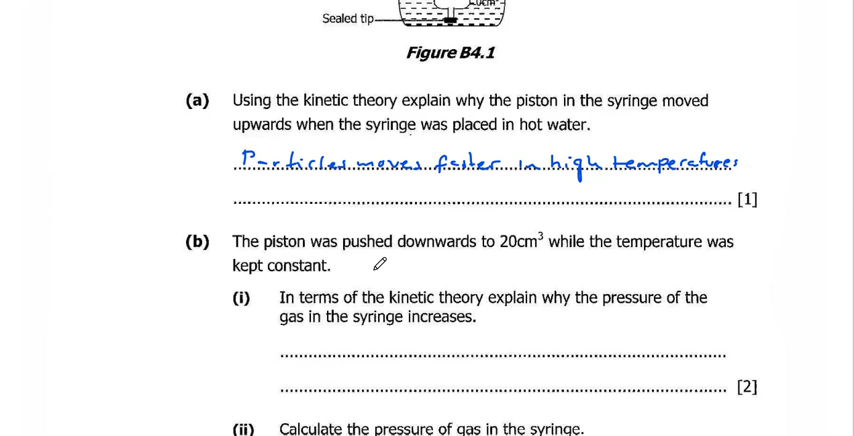 Sealed tip
Figure B4.1
(a) Using the kinetic theory explain why the piston in the syringe moved
upwards when the syringe was placed in hot water.
Particles moves faster in high temperatures
[1]
(b) The piston was pushed downwards to 20cm³ while the temperature was
kept constant.
(i) In terms of the kinetic theory explain why the pressure of the
gas in the syringe increases.
[2]
(ii) Calculate the pressure of gas in the syringe.